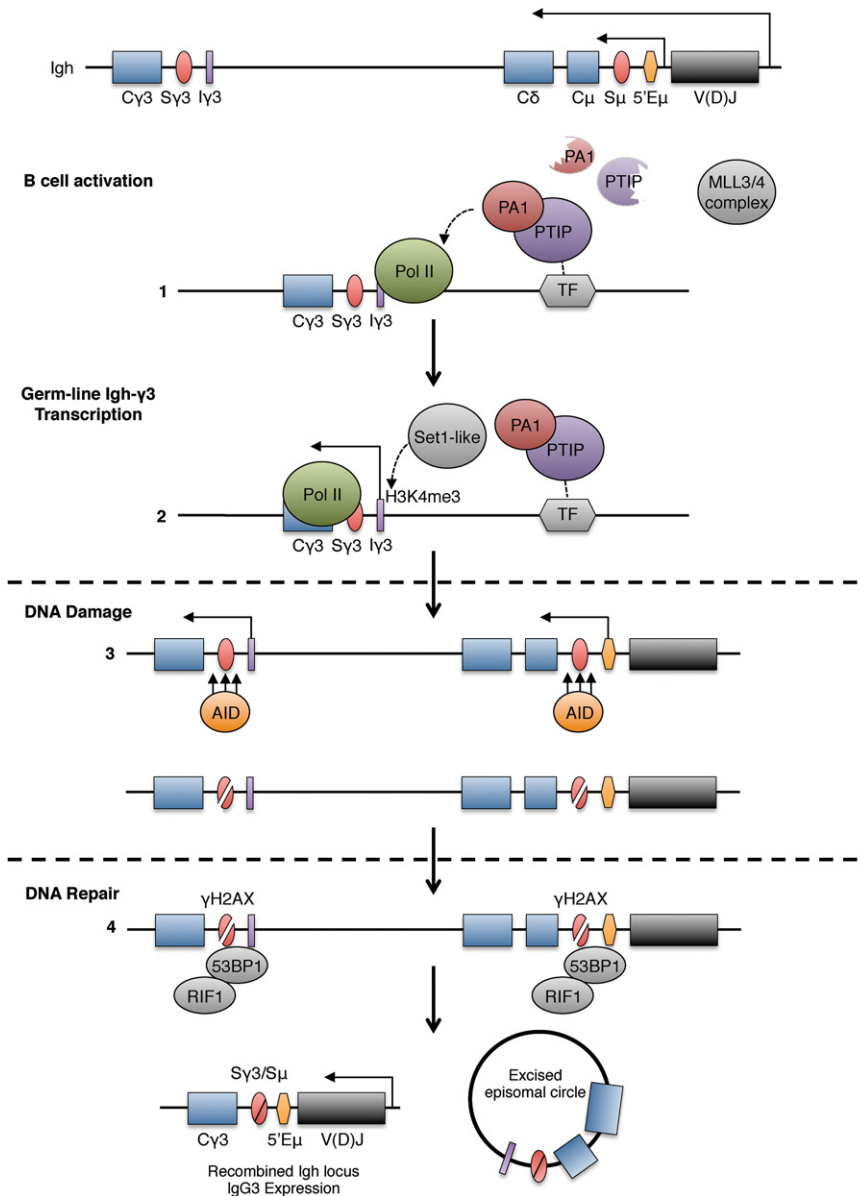 Igh
Cγ3 Sγ3 Iγ3 Cδ Cμ Sμ 5'Eμ V(D)J
B cell activation
PA1
PTIP
MLL3/4
complex
PA1
PTIP
Pol II
TF
1
Cγ3 Sγ3 Iγ3
Germ-line Igh-γ3
Transcription
Set1-like
PA1
PTIP
Pol II
H3K4me3
TF
2
Cγ3 Sγ3 Iγ3
DNA Damage
3
AID AID
DNA Repair
γH2AX γH2AX
4
53BP1 53BP1
RIF1 RIF1
Sγ3/Sμ
Excised
episomal circle
Cγ3 5'Eμ V(D)J
Recombined Igh locus
IgG3 Expression